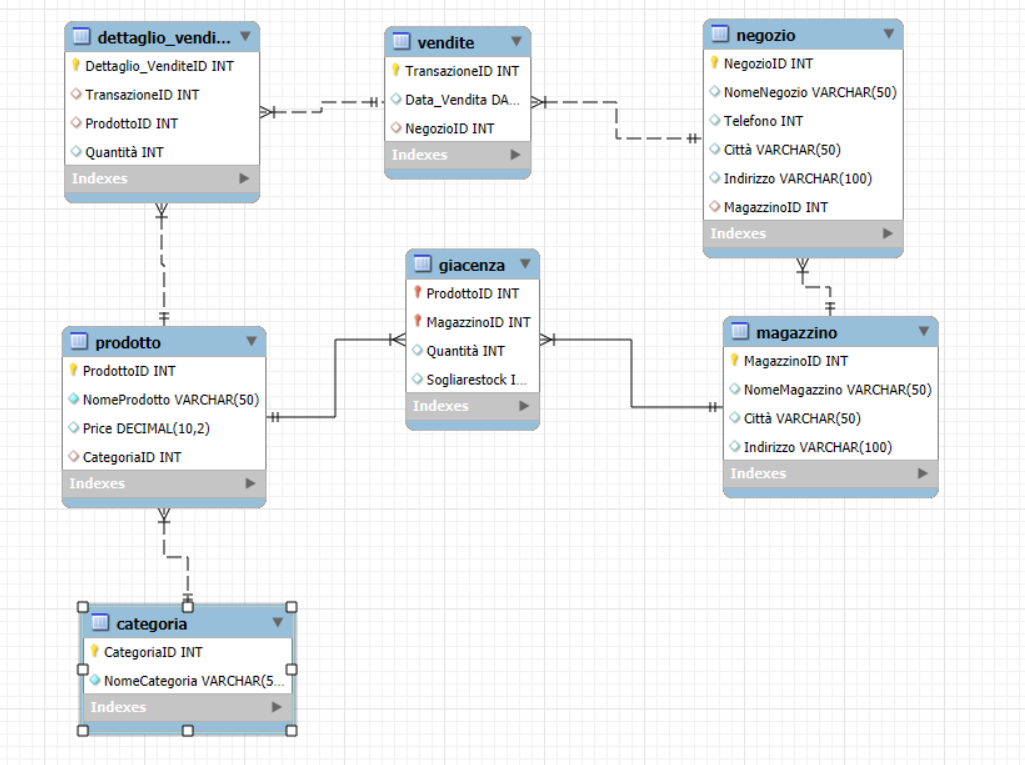 dettaglio_vendi...
Dettaglio_VenditeID INT
TransazioneID INT
ProdottoID INT
Quantità INT
Indexes
vendite
TransazioneID INT
Data_Vendita DA...
NegozioID INT
Indexes
negozio
NegozioID INT
NomeNegozio VARCHAR(50)
Telefono INT
Città VARCHAR(50)
Indirizzo VARCHAR(100)
MagazzinoID INT
Indexes
giacenza
ProdottoID INT
MagazzinoID INT
Quantità INT
Sogliarestock I...
Indexes
prodotto
ProdottoID INT
NomeProdotto VARCHAR(50)
Price DECIMAL(10,2)
CategoriaID INT
Indexes
magazzino
MagazzinoID INT
NomeMagazzino VARCHAR(50)
Città VARCHAR(50)
Indirizzo VARCHAR(100)
Indexes
categoria
CategoriaID INT
NomeCategoria VARCHAR(5...
Indexes